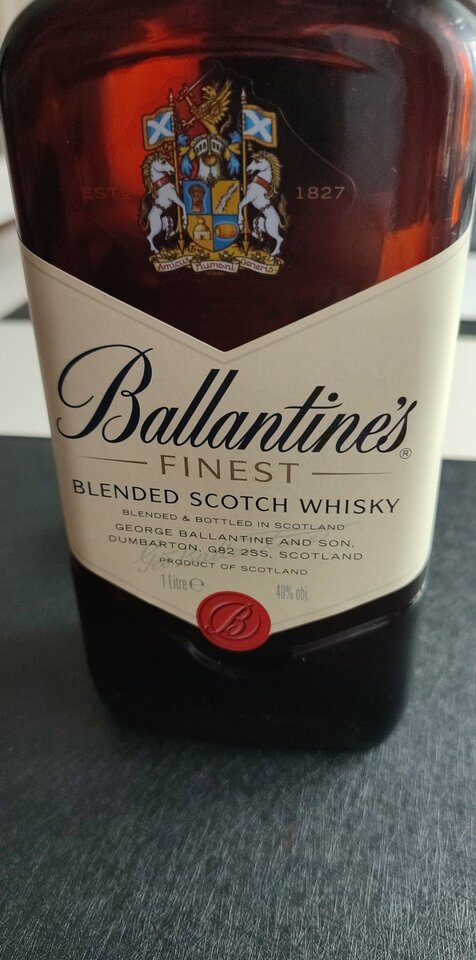 ESTD 1827
Amicus Humani Generis
Ballantine's®
FINEST
BLENDED SCOTCH WHISKY
BLENDED & BOTTLED IN SCOTLAND
GEORGE BALLANTINE AND SON,
DUMBARTON, G82 2SS, SCOTLAND
PRODUCT OF SCOTLAND
1 Litre ℮ 40% obj.
B